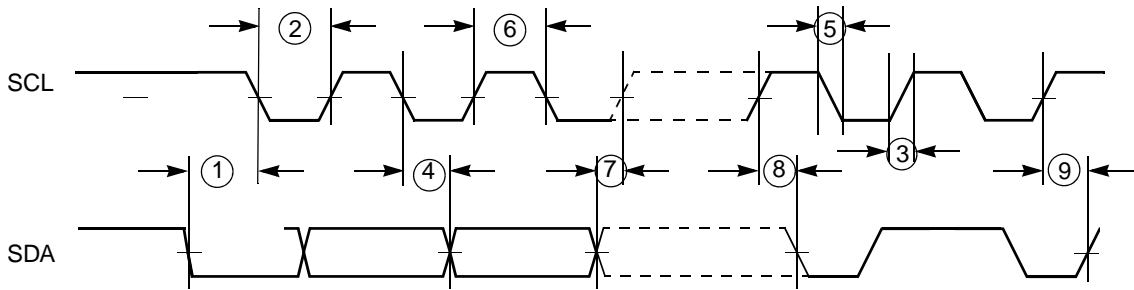 ② ⑥ ⑤
SCL
③
① ④ ⑦ ⑧ ⑨
SDA